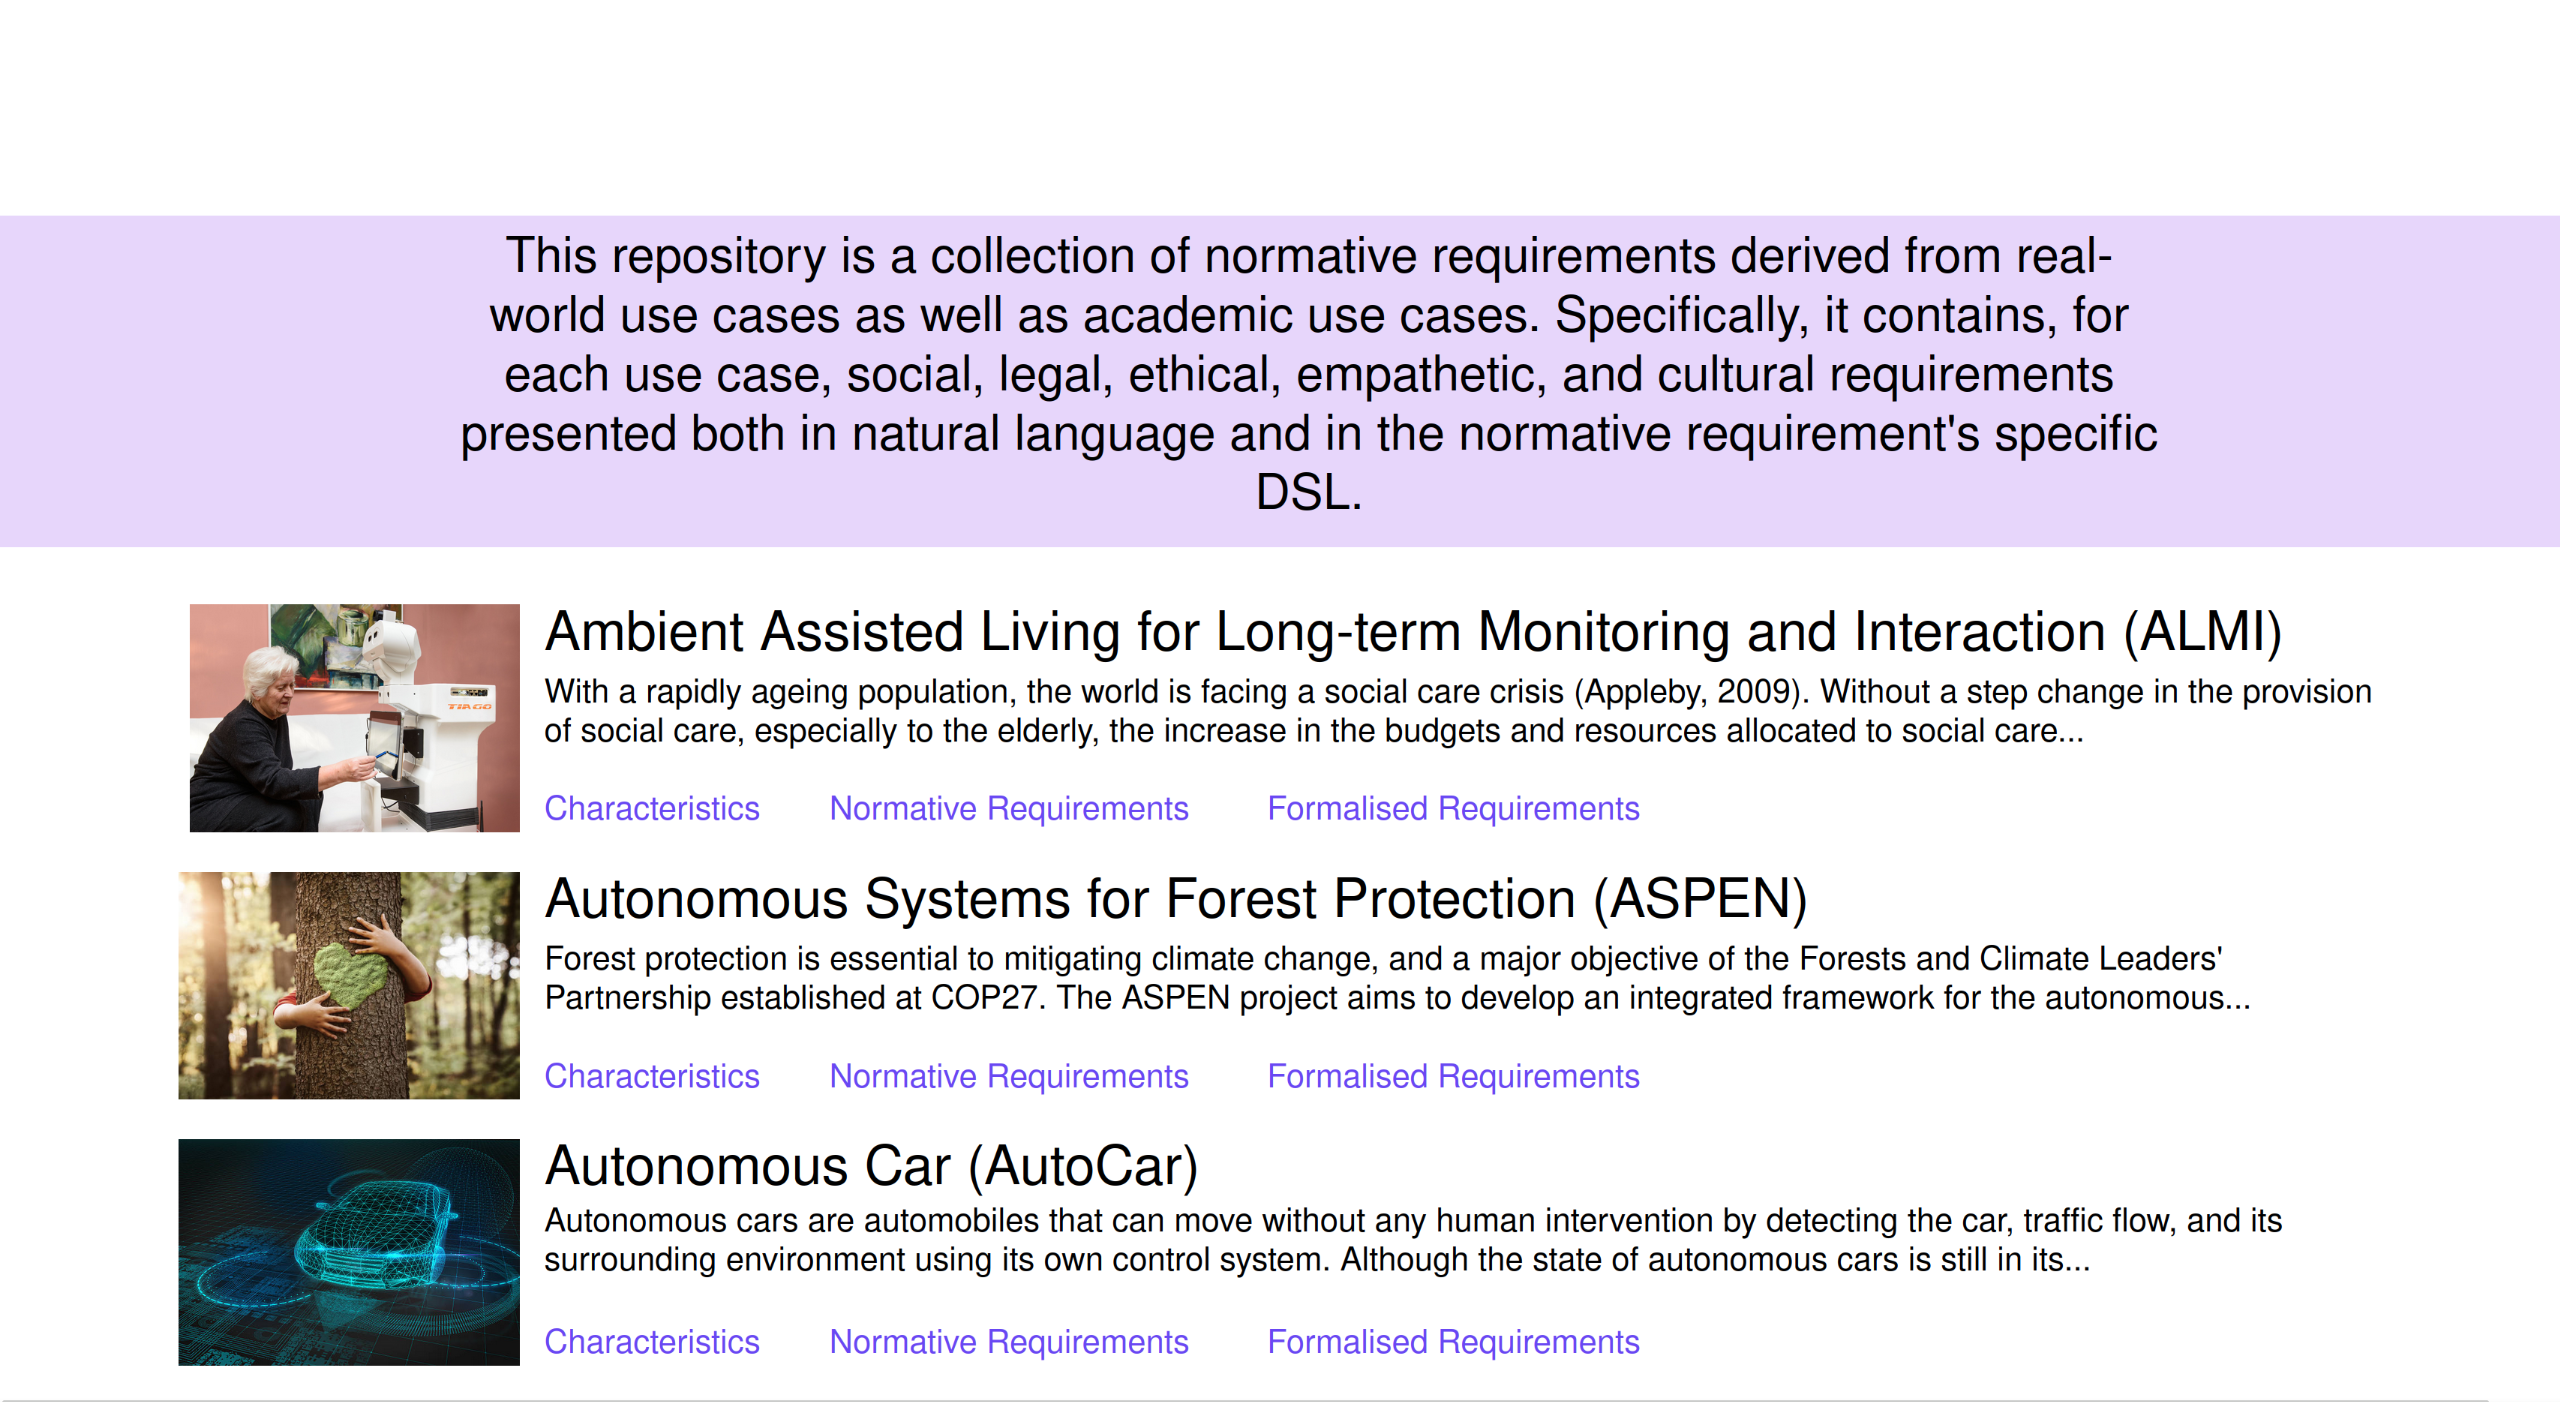 This repository is a collection of normative requirements derived from real-
world use cases as well as academic use cases. Specifically, it contains, for
each use case, social, legal, ethical, empathetic, and cultural requirements
presented both in natural language and in the normative requirement's specific
DSL.
TIAGO
Ambient Assisted Living for Long-term Monitoring and Interaction (ALMI)
With a rapidly ageing population, the world is facing a social care crisis (Appleby, 2009). Without a step change in the provision
of social care, especially to the elderly, the increase in the budgets and resources allocated to social care...
Characteristics Normative Requirements Formalised Requirements
Autonomous Systems for Forest Protection (ASPEN)
Forest protection is essential to mitigating climate change, and a major objective of the Forests and Climate Leaders'
Partnership established at COP27. The ASPEN project aims to develop an integrated framework for the autonomous...
Characteristics Normative Requirements Formalised Requirements
Autonomous Car (AutoCar)
Autonomous cars are automobiles that can move without any human intervention by detecting the car, traffic flow, and its
surrounding environment using its own control system. Although the state of autonomous cars is still in its...
Characteristics Normative Requirements Formalised Requirements